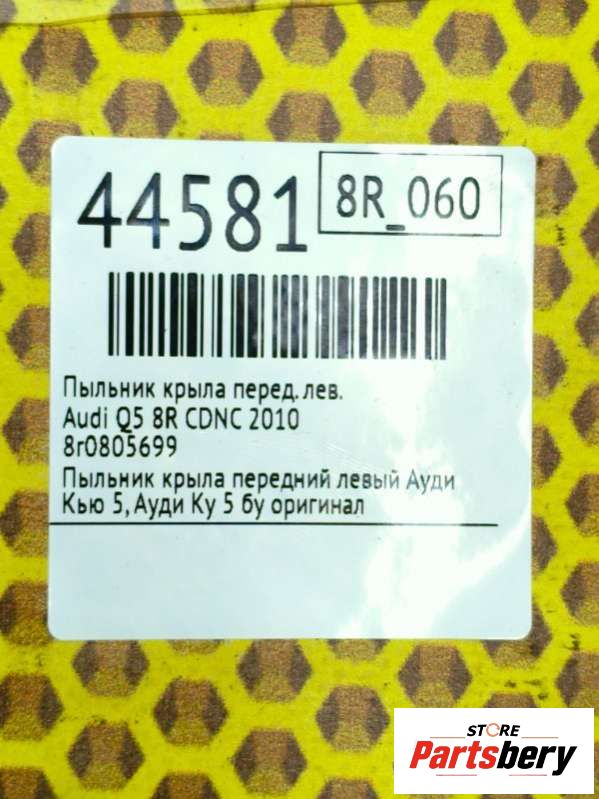 44581
8R_060
Пыльник крыла перед. лев.
Audi Q5 8R CDNC 2010
8r0805699
Пыльник крыла передний левый Ауди
Кью 5, Ауди Ку 5 бу оригинал
STORE
Partsbery